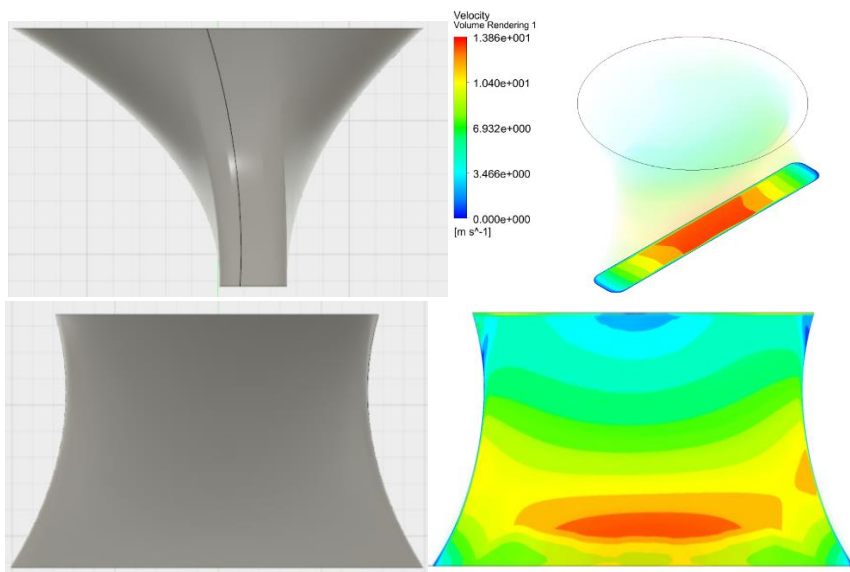 Velocity
Volume Rendering 1
1.386e+001
1.040e+001
6.932e+000
3.466e+000
0.000e+000
[m s^-1]